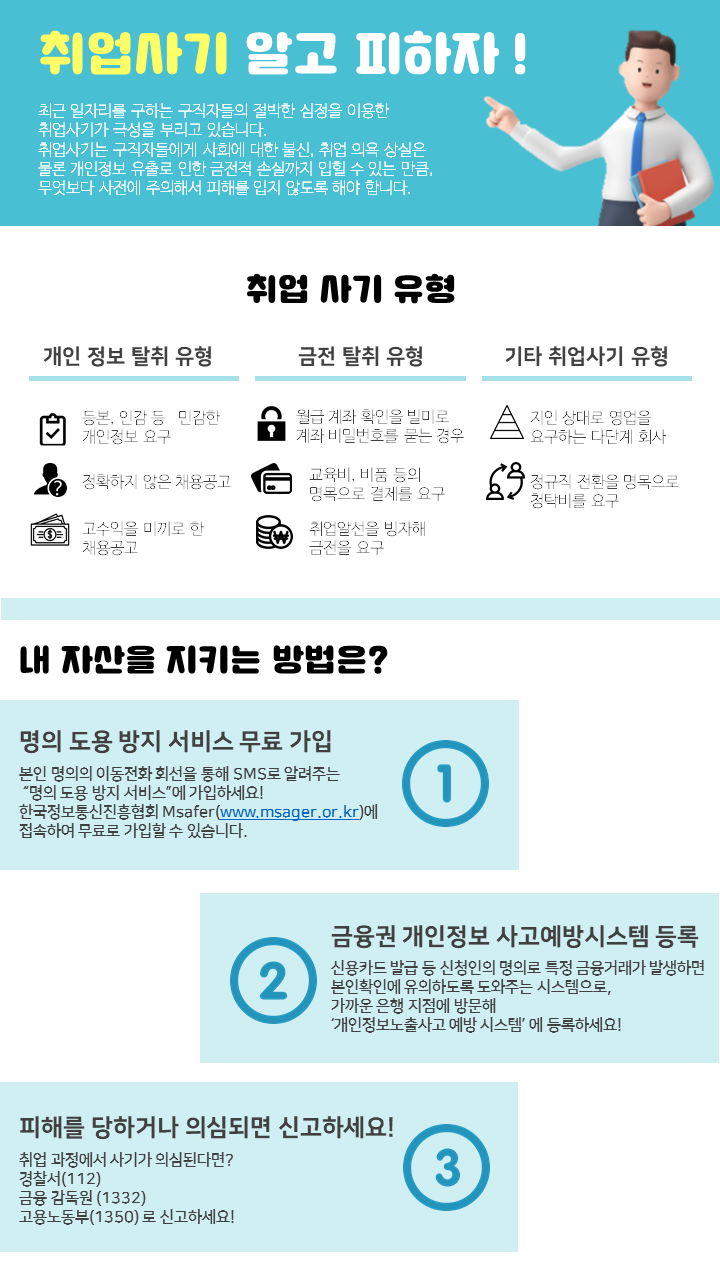 취업사기 알고 피하자 !
최근 일자리를 구하는 구직자들의 절박한 심정을 이용한
취업사기가 극성을 부리고 있습니다.
취업사기는 구직자들에게 사회에 대한 불신, 취업 의욕 상실은
물론 개인정보 유출로 인한 금전적 손실까지 입힐 수 있는 만큼,
무엇보다 사전에 주의해서 피해를 입지 않도록 해야 합니다.
취업 사기 유형
개인 정보 탈취 유형
등본, 인감 등 민감한
개인정보 요구
정확하지 않은 채용공고
고수익을 미끼로 한
채용공고
금전 탈취 유형
월급 계좌 확인을 빌미로
계좌 비밀번호를 묻는 경우
교육비, 비품 등의
명목으로 결제를 요구
취업알선을 빙자해
금전을 요구
기타 취업사기 유형
지인 상대로 영업을
요구하는 다단계 회사
정규직 전환을 명목으로
청탁비를 요구
내 자산을 지키는 방법은?
명의 도용 방지 서비스 무료 가입
본인 명의의 이동전화 회선을 통해 SMS로 알려주는
“명의 도용 방지 서비스”에 가입하세요!
한국정보통신진흥협회 Msafer(www.msager.or.kr)에
접속하여 무료로 가입할 수 있습니다.
1
2
금융권 개인정보 사고예방시스템 등록
신용카드 발급 등 신청인의 명의로 특정 금융거래가 발생하면
본인확인에 유의하도록 도와주는 시스템으로,
가까운 은행 지점에 방문해
‘개인정보노출사고 예방 시스템’ 에 등록하세요!
피해를 당하거나 의심되면 신고하세요!
취업 과정에서 사기가 의심된다면?
경찰서(112)
금융 감독원 (1332)
고용노동부(1350) 로 신고하세요!
3